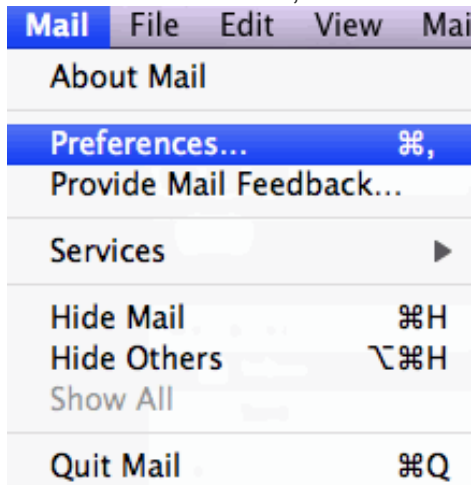 Mail File Edit View Mai
About Mail
Preferences... ⌘,
Provide Mail Feedback...
Services ▶
Hide Mail ⌘H
Hide Others ⌥⌘H
Show All
Quit Mail ⌘Q